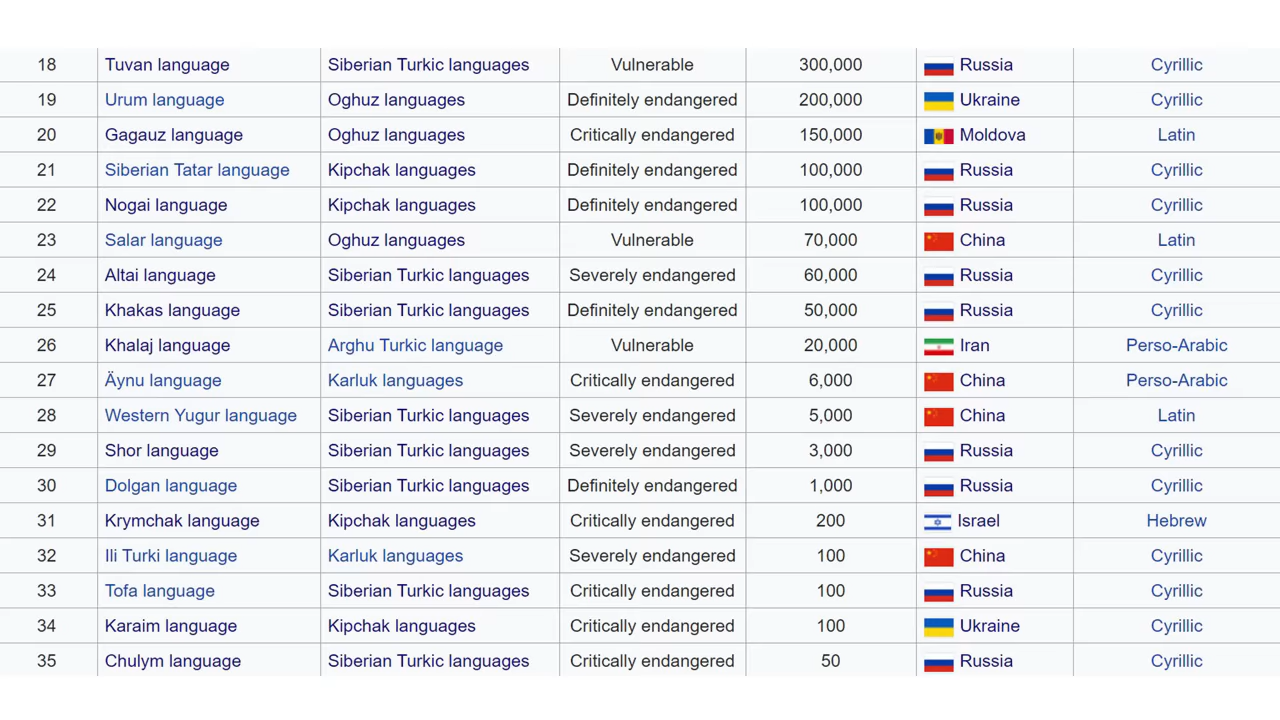 18 Tuvan language Siberian Turkic languages Vulnerable 300,000 Russia Cyrillic
19 Urum language Oghuz languages Definitely endangered 200,000 Ukraine Cyrillic
20 Gagauz language Oghuz languages Critically endangered 150,000 Moldova Latin
21 Siberian Tatar language Kipchak languages Definitely endangered 100,000 Russia Cyrillic
22 Nogai language Kipchak languages Definitely endangered 100,000 Russia Cyrillic
23 Salar language Oghuz languages Vulnerable 70,000 China Latin
24 Altai language Siberian Turkic languages Severely endangered 60,000 Russia Cyrillic
25 Khakas language Siberian Turkic languages Definitely endangered 50,000 Russia Cyrillic
26 Khalaj language Arghu Turkic language Vulnerable 20,000 Iran Perso-Arabic
27 Äynu language Karluk languages Critically endangered 6,000 China Perso-Arabic
28 Western Yugur language Siberian Turkic languages Severely endangered 5,000 China Latin
29 Shor language Siberian Turkic languages Severely endangered 3,000 Russia Cyrillic
30 Dolgan language Siberian Turkic languages Definitely endangered 1,000 Russia Cyrillic
31 Krymchak language Kipchak languages Critically endangered 200 Israel Hebrew
32 Ili Turki language Karluk languages Severely endangered 100 China Cyrillic
33 Tofa language Siberian Turkic languages Critically endangered 100 Russia Cyrillic
34 Karaim language Kipchak languages Critically endangered 100 Ukraine Cyrillic
35 Chulym language Siberian Turkic languages Critically endangered 50 Russia Cyrillic